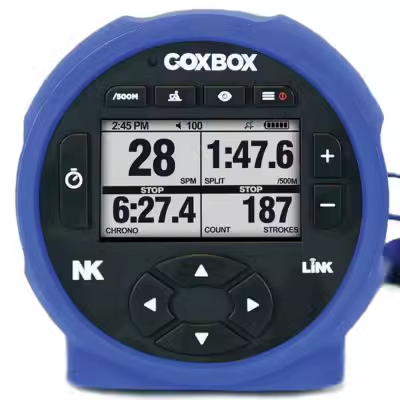 COXBOX
/500M
2:45 PM 100
28 1:47.6
SPM SPLIT /500M
STOP STOP
6:27.4 187
CHRONO COUNT STROKES
+
−
NK LiNK